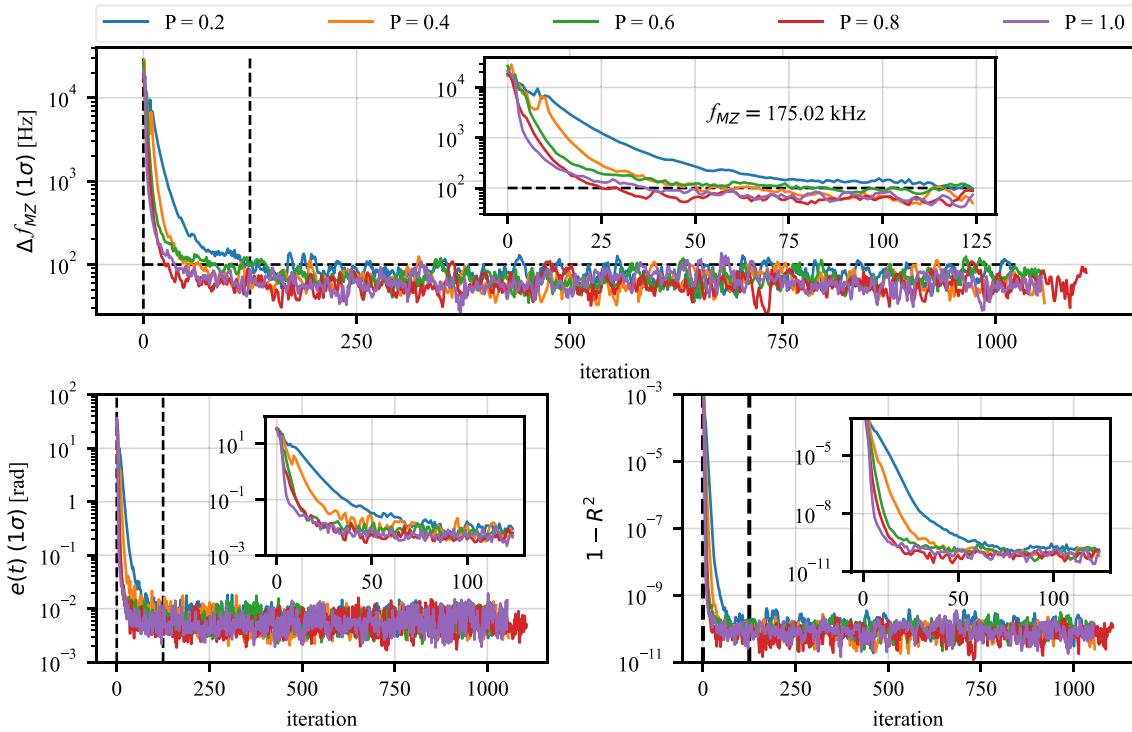 P = 0.2 P = 0.4 P = 0.6 P = 0.8 P = 1.0
Δf_MZ (1σ) [Hz]
10^4
10^3
10^2
0 250 500 750 1000
iteration
10^4
10^3
10^2
f_MZ = 175.02 kHz
0 25 50 75 100 125
e(t) (1σ) [rad]
10^2
10^1
1
10^-1
10^-2
10^-3
0 250 500 750 1000
iteration
10^1
10^-1
10^-3
0 50 100
1 − R^2
10^-3
10^-5
10^-7
10^-9
10^-11
0 250 500 750 1000
iteration
10^-5
10^-8
10^-11
0 50 100